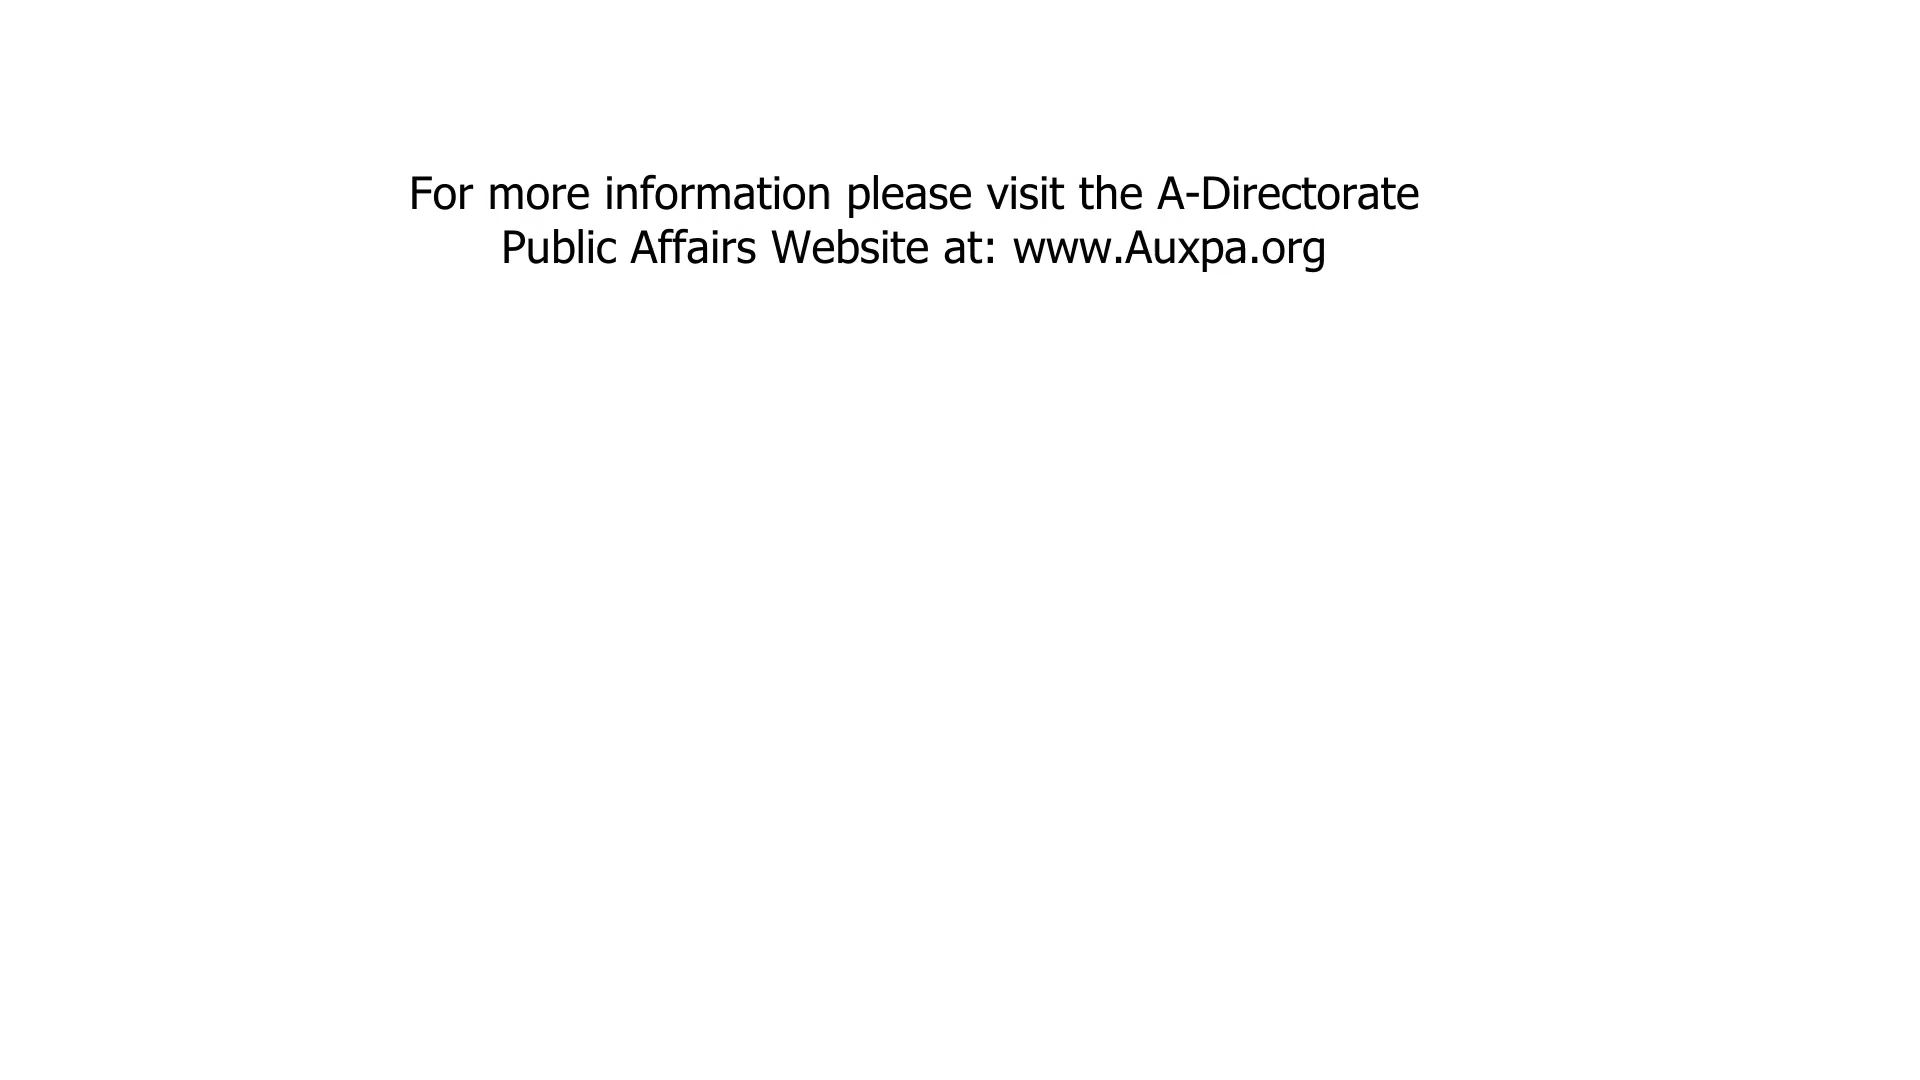 For more information please visit the A-Directorate
Public Affairs Website at: www.Auxpa.org